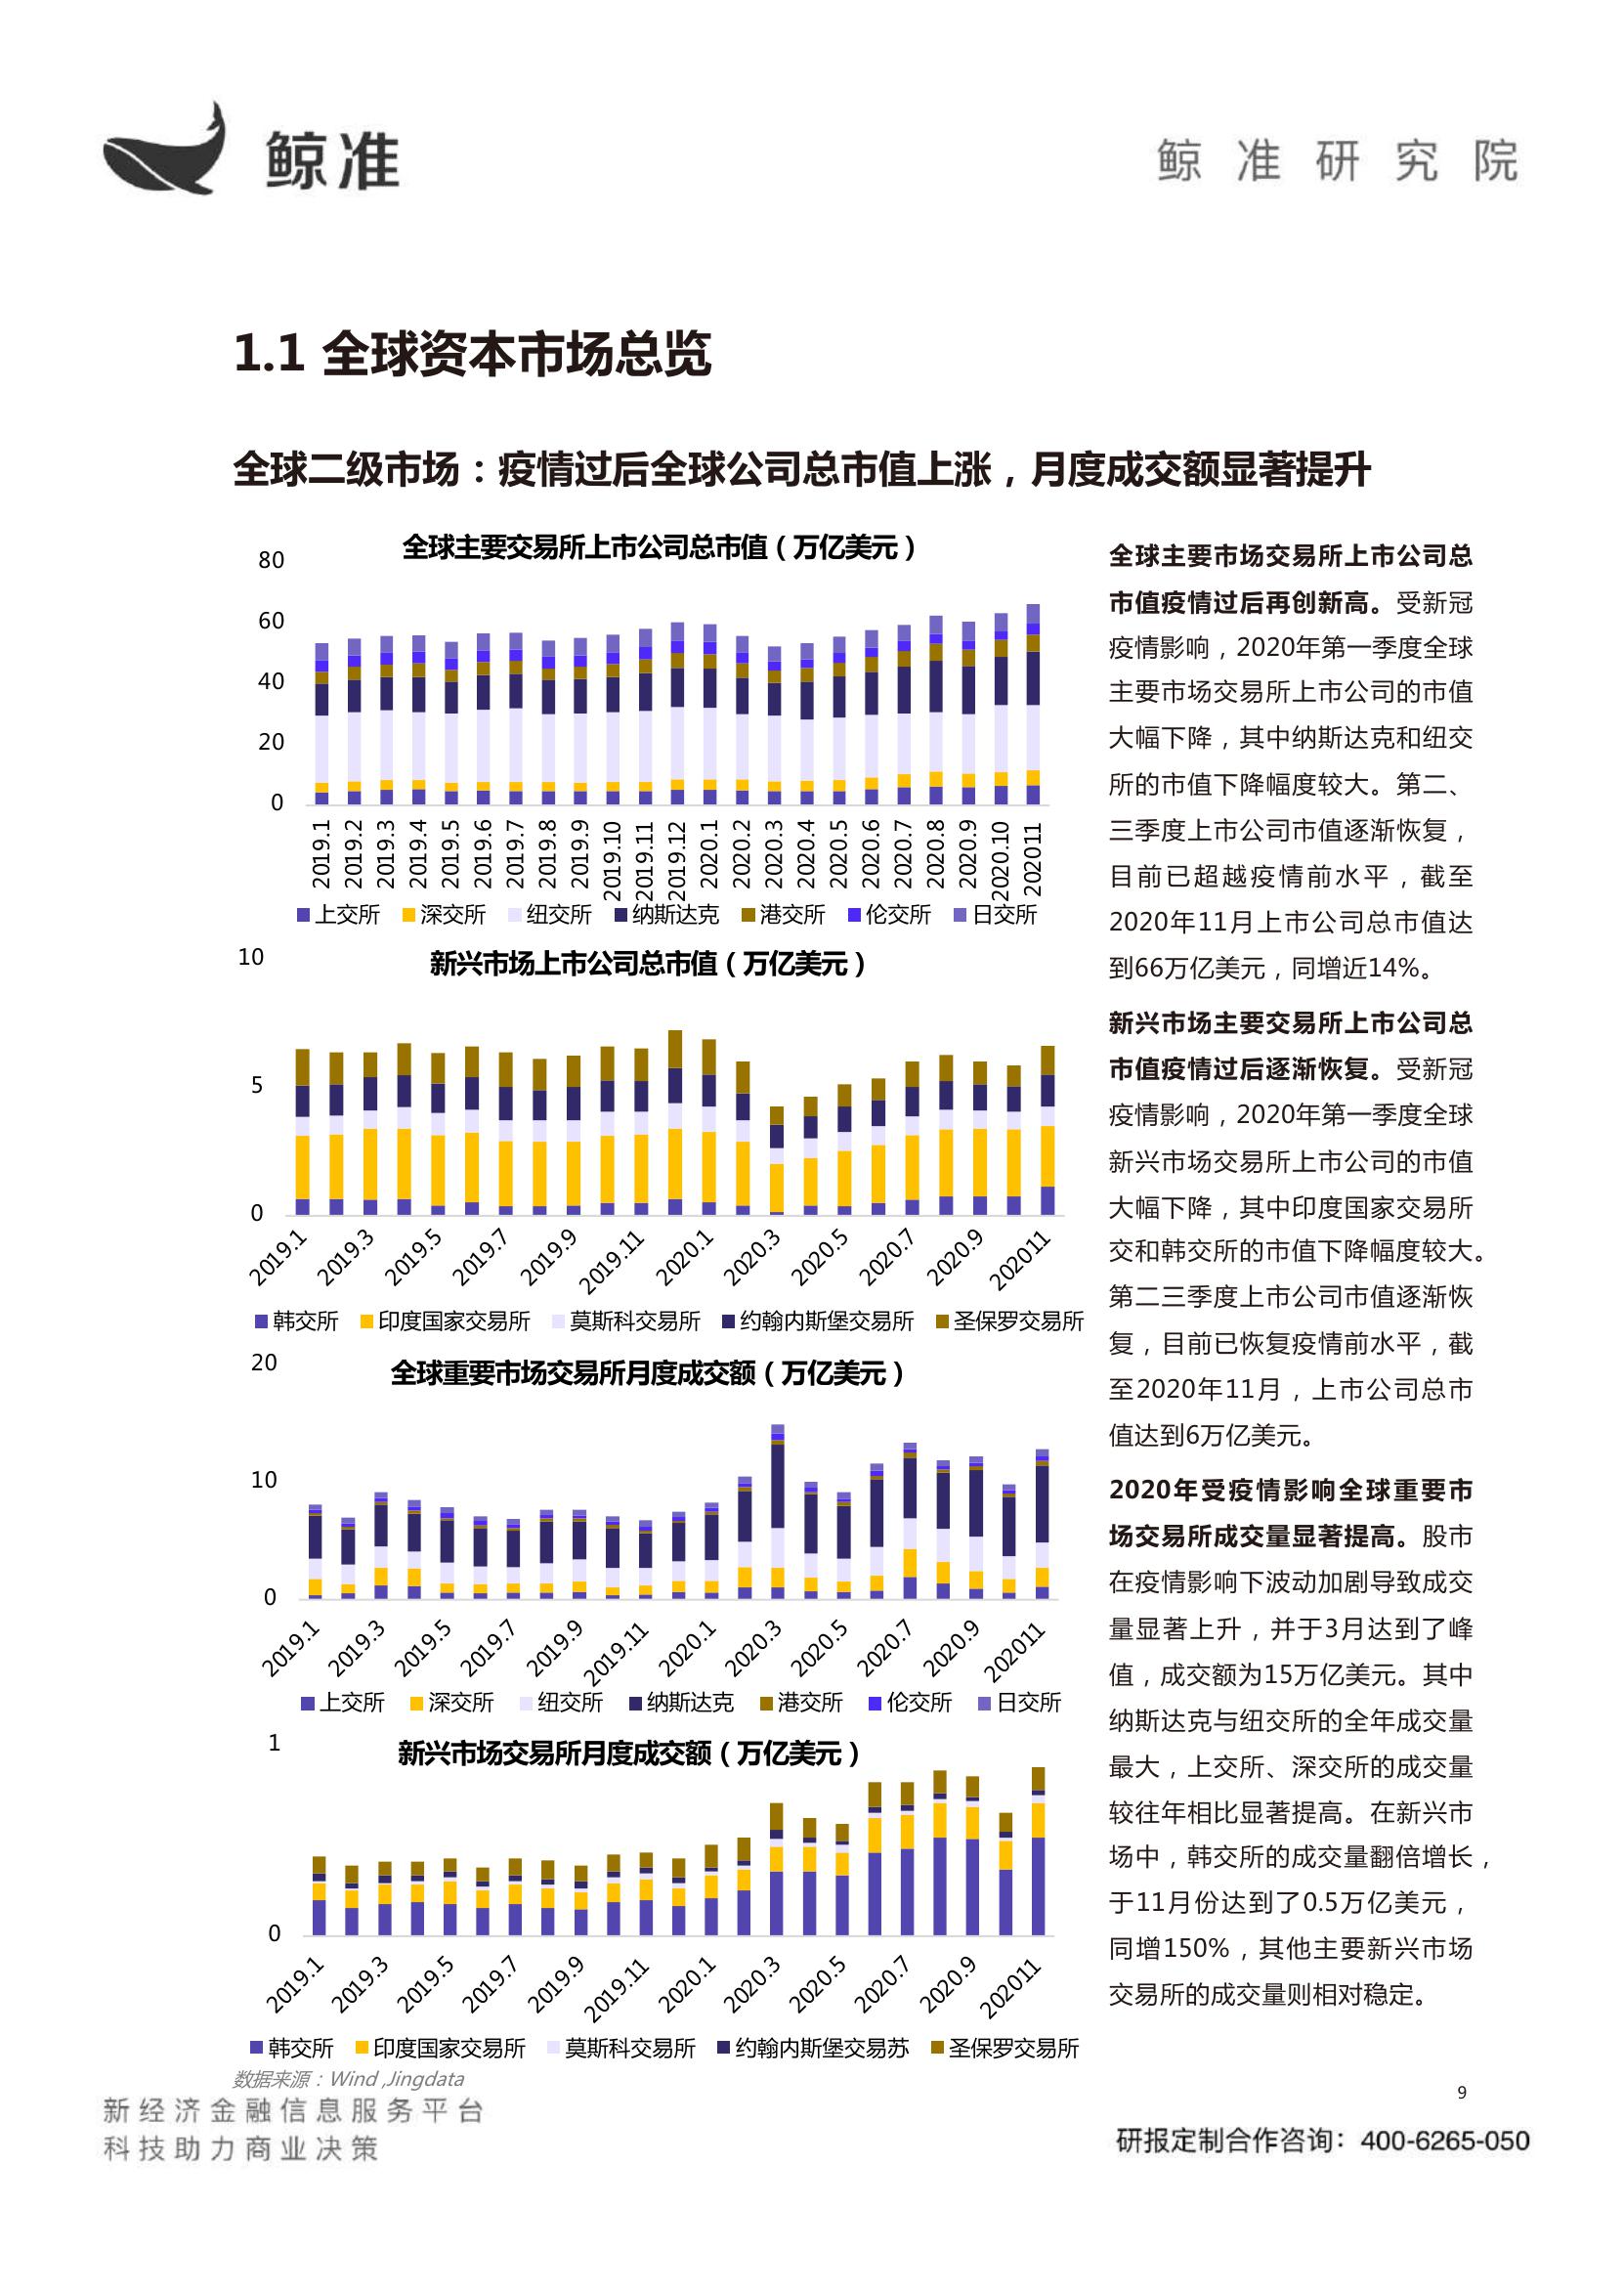 鲸准
鲸准研究院
1.1 全球资本市场总览
全球二级市场：疫情过后全球公司总市值上涨，月度成交额显著提升
全球主要交易所上市公司总市值（万亿美元）
80
60
40
20
0
2019.1
2019.2
2019.3
2019.4
2019.5
2019.6
2019.7
2019.8
2019.9
2019.10
2019.11
2019.12
2020.1
2020.2
2020.3
2020.4
2020.5
2020.6
2020.7
2020.8
2020.9
2020.10
202011
上交所 深交所 纽交所 纳斯达克 港交所 伦交所 日交所
新兴市场上市公司总市值（万亿美元）
10
5
0
2019.1
2019.3
2019.5
2019.7
2019.9
2019.11
2020.1
2020.3
2020.5
2020.7
2020.9
202011
韩交所 印度国家交易所 莫斯科交易所 约翰内斯堡交易所 圣保罗交易所
全球重要市场交易所月度成交额（万亿美元）
20
10
0
2019.1
2019.3
2019.5
2019.7
2019.9
2019.11
2020.1
2020.3
2020.5
2020.7
2020.9
202011
上交所 深交所 纽交所 纳斯达克 港交所 伦交所 日交所
新兴市场交易所月度成交额（万亿美元）
1
0
2019.1
2019.3
2019.5
2019.7
2019.9
2019.11
2020.1
2020.3
2020.5
2020.7
2020.9
202011
韩交所 印度国家交易所 莫斯科交易所 约翰内斯堡交易苏 圣保罗交易所
数据来源：Wind ,Jingdata
全球主要市场交易所上市公司总
市值疫情过后再创新高。受新冠
疫情影响，2020年第一季度全球
主要市场交易所上市公司的市值
大幅下降，其中纳斯达克和纽交
所的市值下降幅度较大。第二、
三季度上市公司市值逐渐恢复，
目前已超越疫情前水平，截至
2020年11月上市公司总市值达
到66万亿美元，同增近14%。
新兴市场主要交易所上市公司总
市值疫情过后逐渐恢复。受新冠
疫情影响，2020年第一季度全球
新兴市场交易所上市公司的市值
大幅下降，其中印度国家交易所
交和韩交所的市值下降幅度较大。
第二三季度上市公司市值逐渐恢
复，目前已恢复疫情前水平，截
至2020年11月，上市公司总市
值达到6万亿美元。
2020年受疫情影响全球重要市
场交易所成交量显著提高。股市
在疫情影响下波动加剧导致成交
量显著上升，并于3月达到了峰
值，成交额为15万亿美元。其中
纳斯达克与纽交所的全年成交量
最大，上交所、深交所的成交量
较往年相比显著提高。在新兴市
场中，韩交所的成交量翻倍增长，
于11月份达到了0.5万亿美元，
同增150%，其他主要新兴市场
交易所的成交量则相对稳定。
9
新经济金融信息服务平台
科技助力商业决策
研报定制合作咨询：400-6265-050